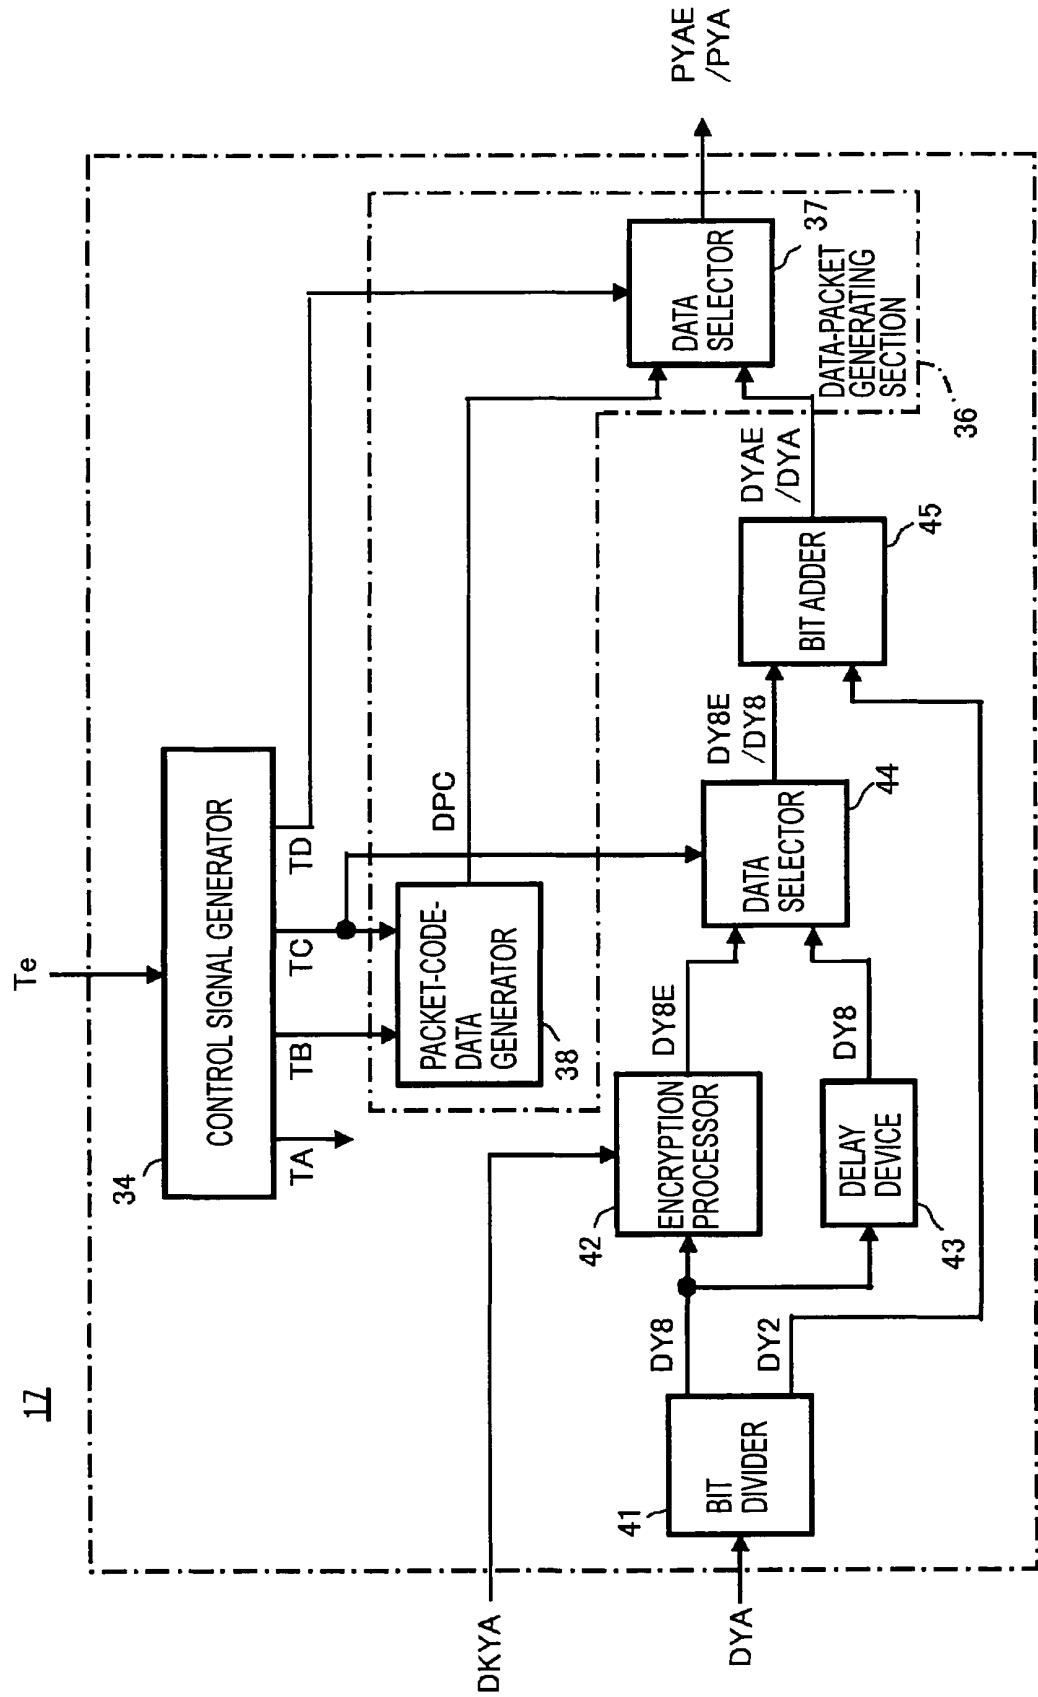 17
Te
34
CONTROL SIGNAL GENERATOR
TA
TB
TC
TD
PACKET-CODE-
DATA
GENERATOR
38
DPC
DATA
SELECTOR
37
DATA-PACKET
GENERATING
SECTION
36
PYAE
/PYA
DKYA
DYA
41
BIT
DIVIDER
DY8
DY2
42
ENCRYPTION
PROCESSOR
DY8E
DELAY
DEVICE
43
DY8
DATA
SELECTOR
44
DY8E
/DY8
BIT ADDER
45
DYAE
/DYA